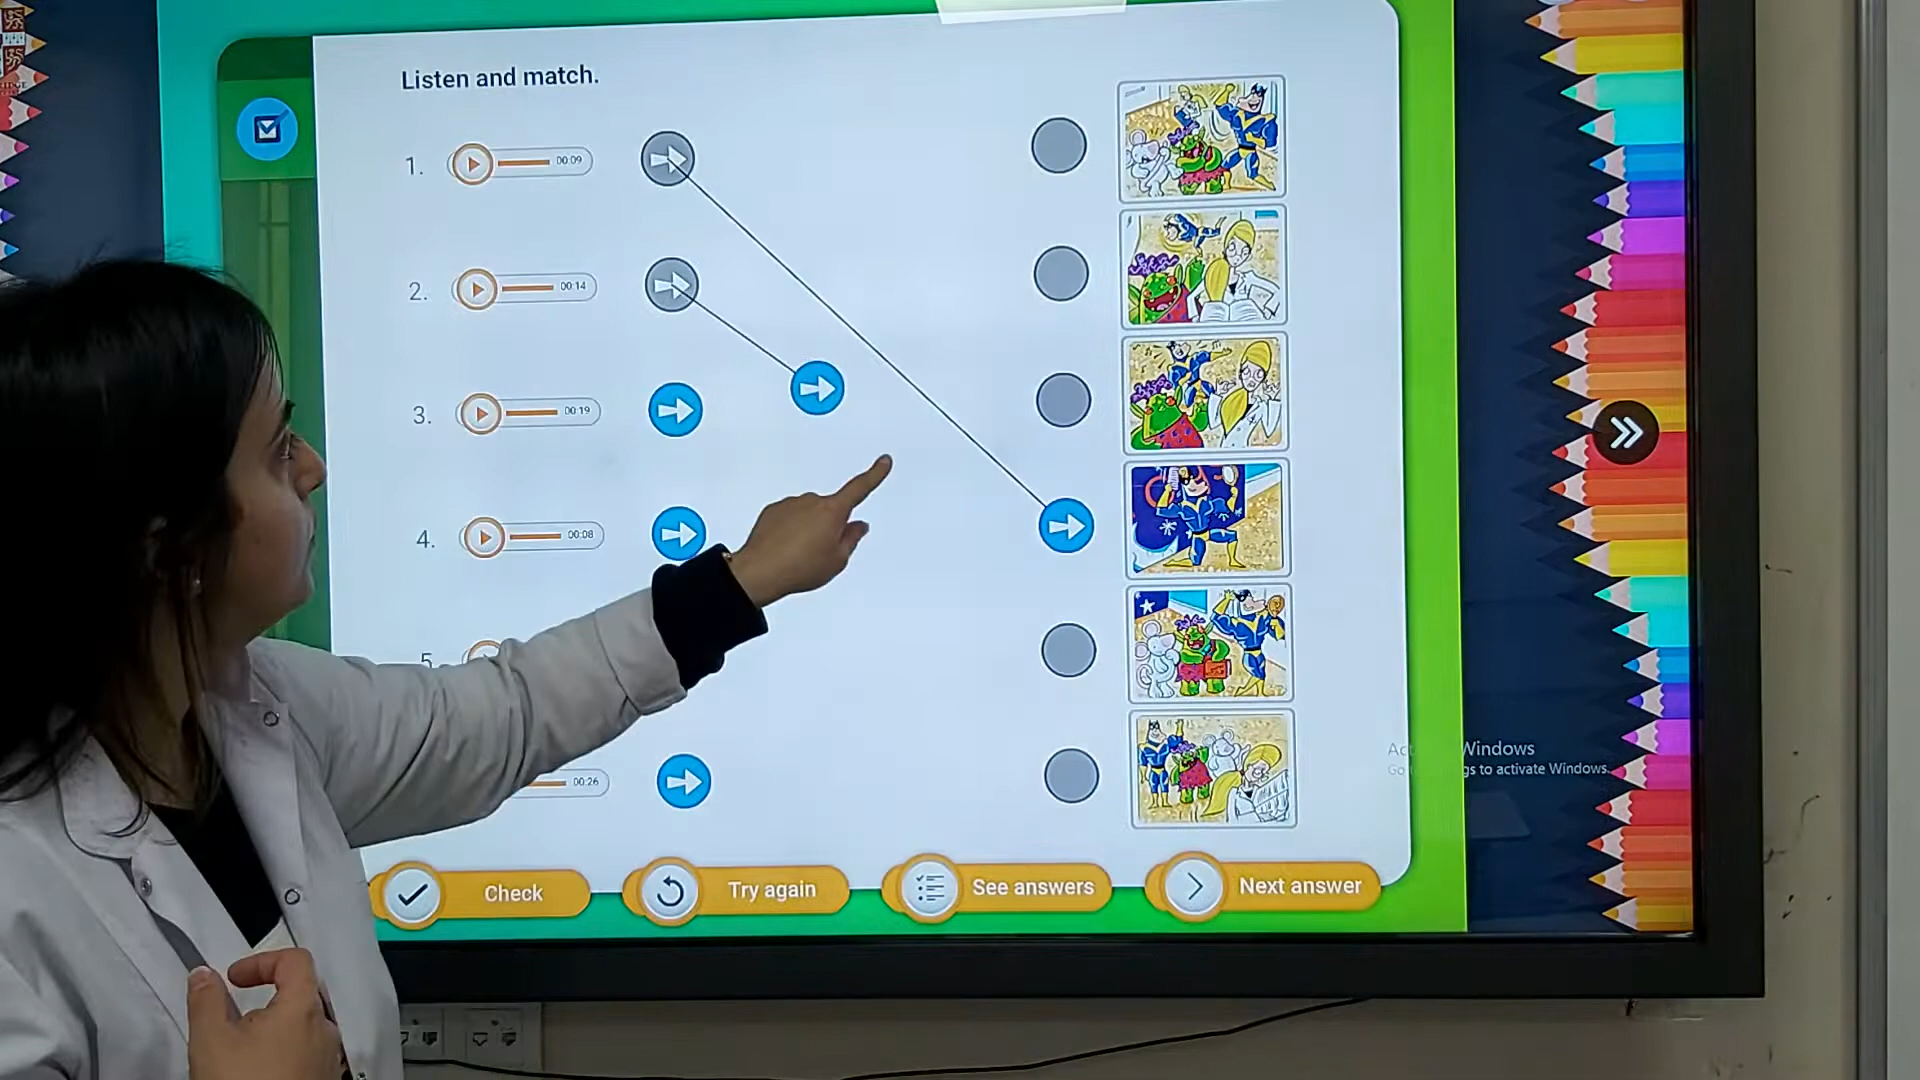 Listen and match.
1. 00:09
2. 00:14
3. 00:19
4. 00:08
5.
00:26
Windows
gs to activate Windows.
Check
Try again
See answers
Next answer